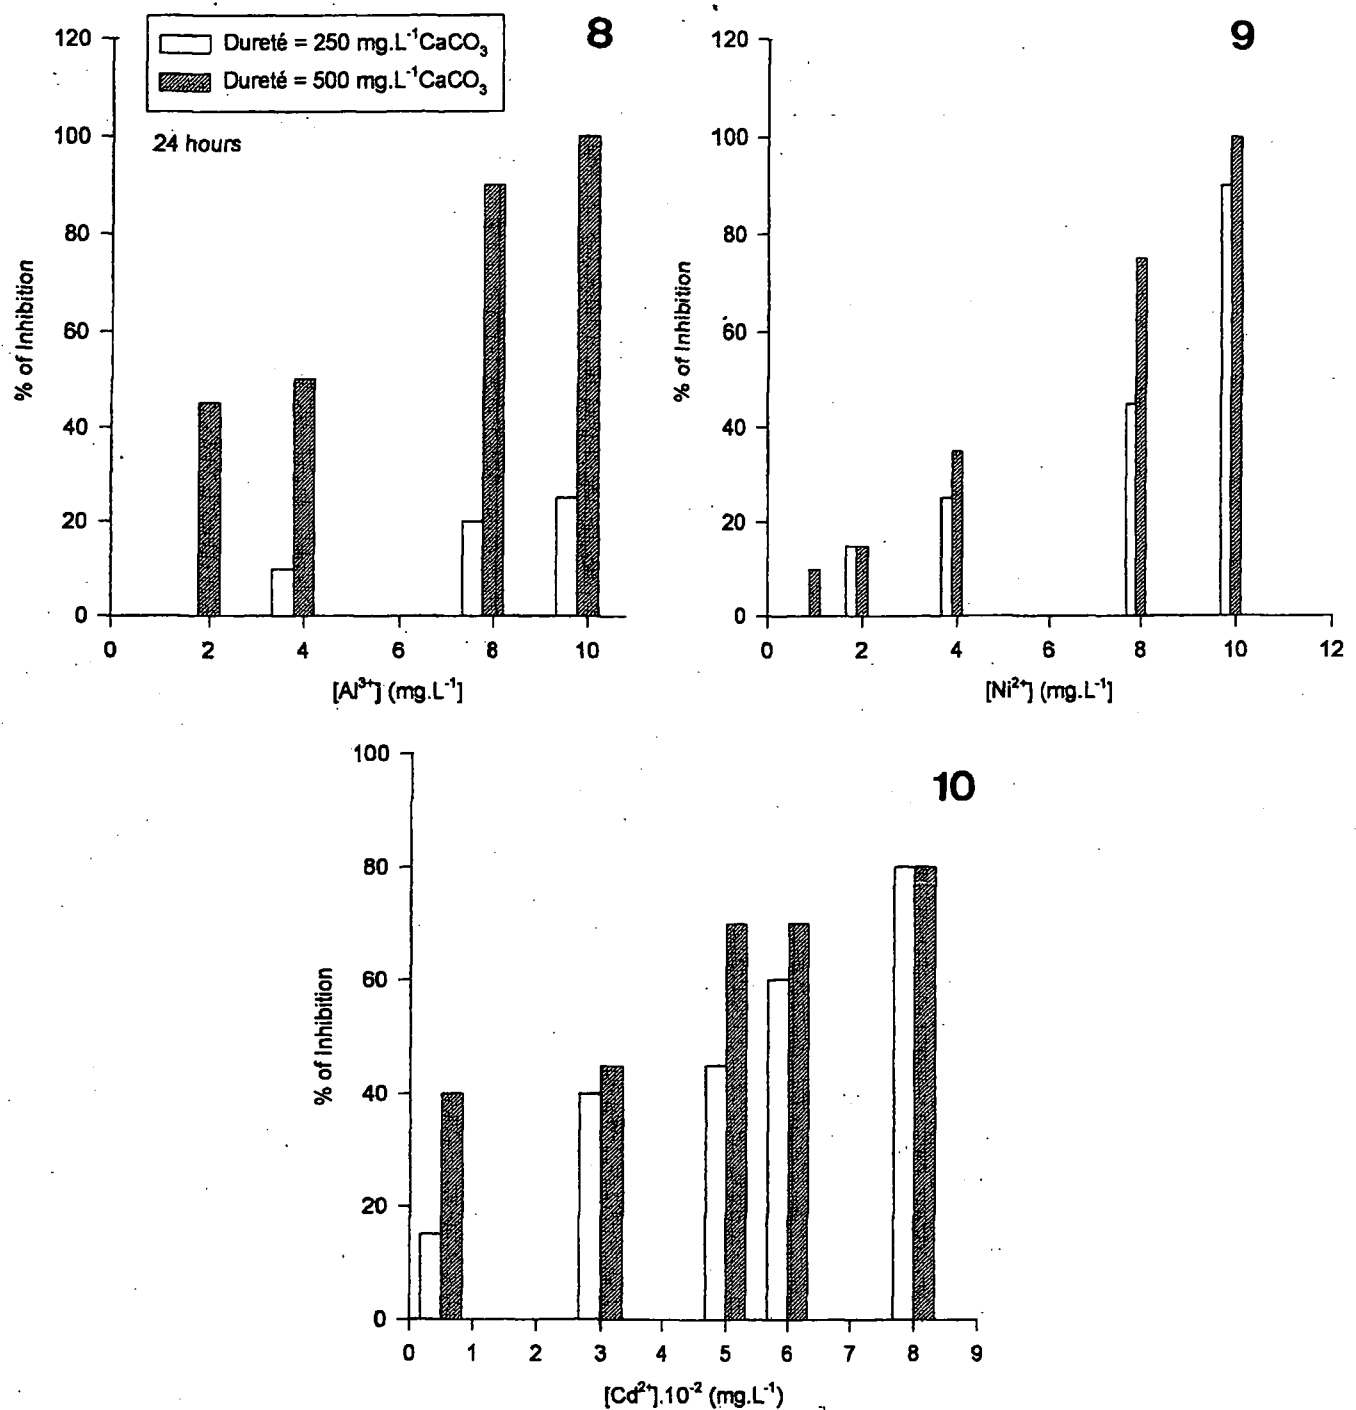 8
Dureté = 250 mg.L⁻¹CaCO₃
Dureté = 500 mg.L⁻¹CaCO₃
24 hours
120
100
80
60
40
20
0
% of Inhibition
0 2 4 6 8 10
[Al³⁺] (mg.L⁻¹]
9
120
100
80
60
40
20
0
% of Inhibition
0 2 4 6 8 10 12
[Ni²⁺] (mg.L⁻¹]
10
100
80
60
40
20
0
% of Inhibition
0 1 2 3 4 5 6 7 8 9
[Cd²⁺].10⁻² (mg.L⁻¹)